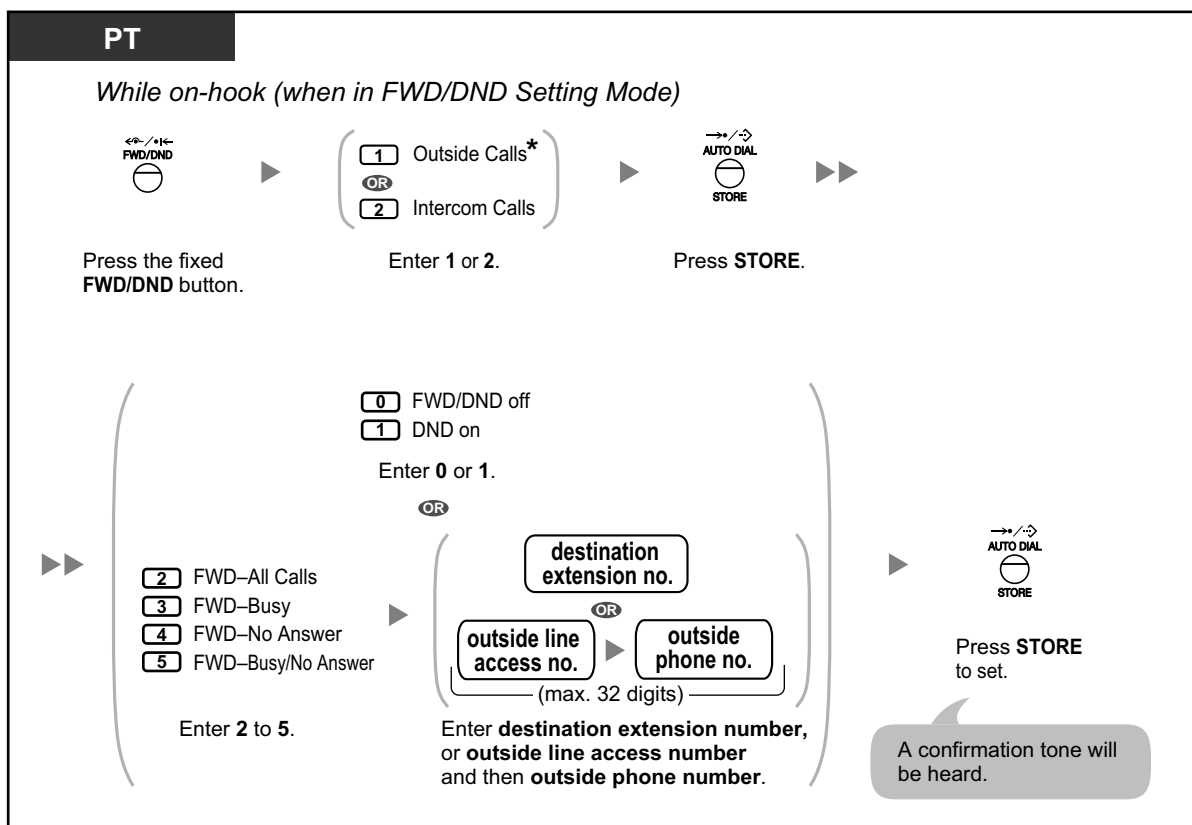 PT
While on-hook (when in FWD/DND Setting Mode)
FWD/DND
1 Outside Calls*
OR
2 Intercom Calls
AUTO DIAL
STORE
Press the fixed
FWD/DND button.
Enter 1 or 2.
Press STORE.
0 FWD/DND off
1 DND on
Enter 0 or 1.
OR
2 FWD–All Calls
3 FWD–Busy
4 FWD–No Answer
5 FWD–Busy/No Answer
Enter 2 to 5.
destination
extension no.
OR
outside line
access no.
outside
phone no.
(max. 32 digits)
Enter destination extension number,
or outside line access number
and then outside phone number.
AUTO DIAL
STORE
Press STORE
to set.
A confirmation tone will
be heard.